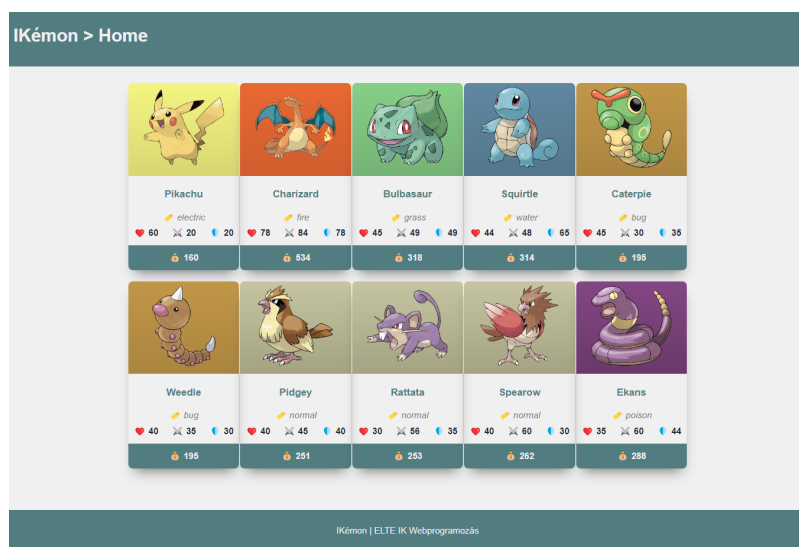 IKémon > Home
Pikachu Charizard Bulbasaur Squirtle Caterpie
electric fire grass water bug
60 20 20 78 84 78 45 49 49 44 48 65 45 30 35
160 534 318 314 195
Weedle Pidgey Rattata Spearow Ekans
bug normal normal normal poison
40 35 30 40 45 40 30 56 35 40 60 30 35 60 44
195 251 253 262 288
IKémon | ELTE IK Webprogramozás